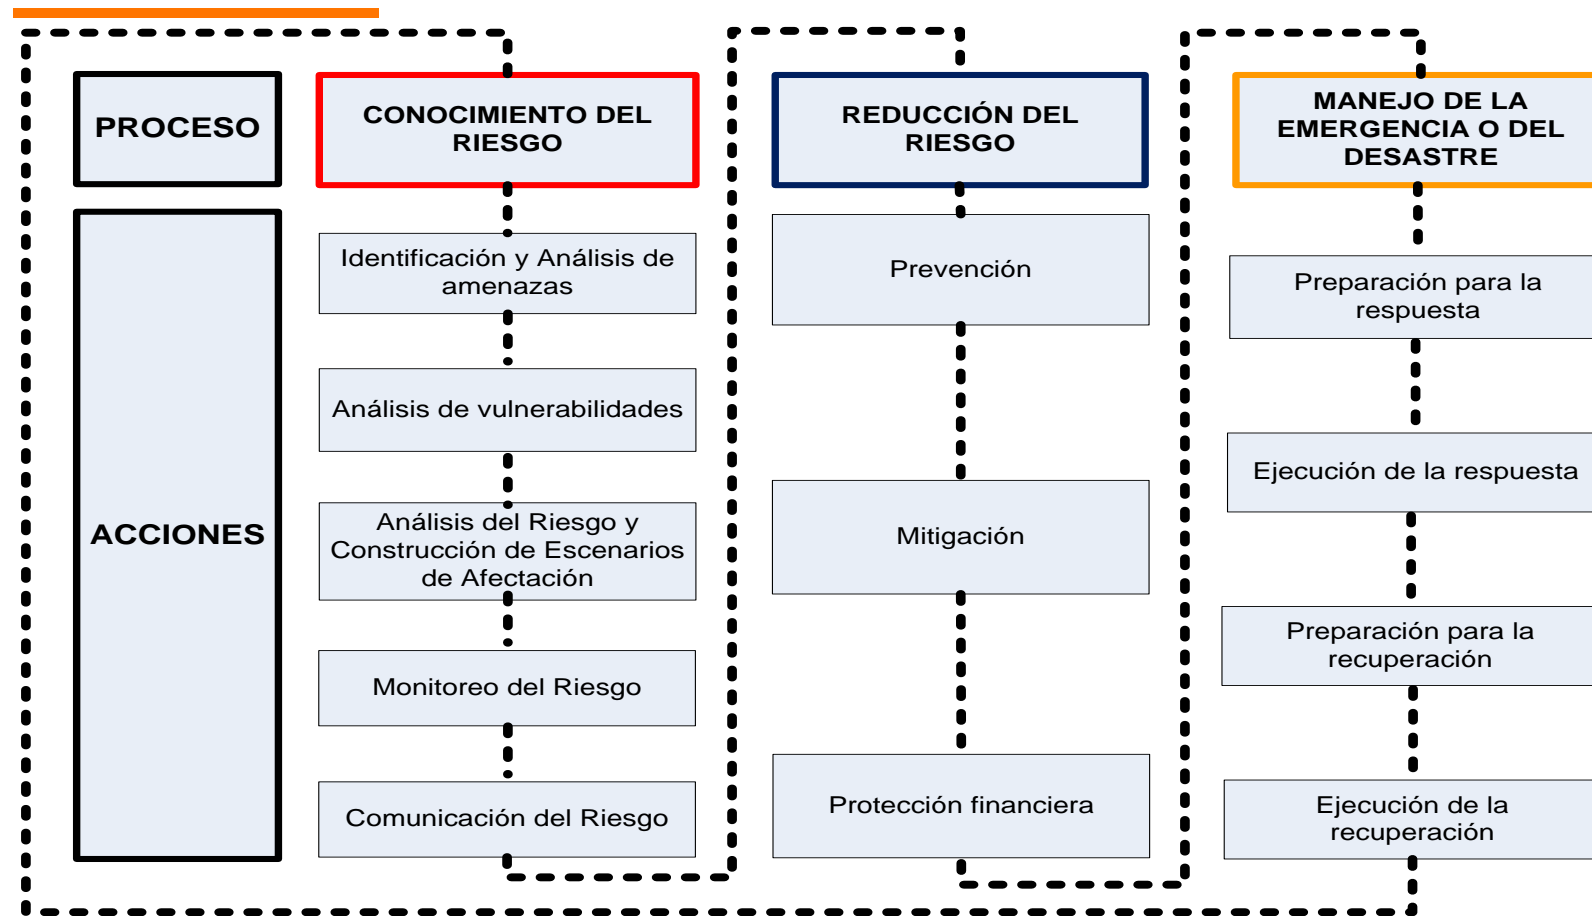 PROCESO
CONOCIMIENTO DEL
RIESGO
REDUCCIÓN DEL
RIESGO
MANEJO DE LA
EMERGENCIA O DEL
DESASTRE
ACCIONES
Identificación y Análisis de
amenazas
Análisis de vulnerabilidades
Análisis del Riesgo y
Construcción de Escenarios
de Afectación
Monitoreo del Riesgo
Comunicación del Riesgo
Prevención
Mitigación
Protección financiera
Preparación para la
respuesta
Ejecución de la respuesta
Preparación para la
recuperación
Ejecución de la
recuperación